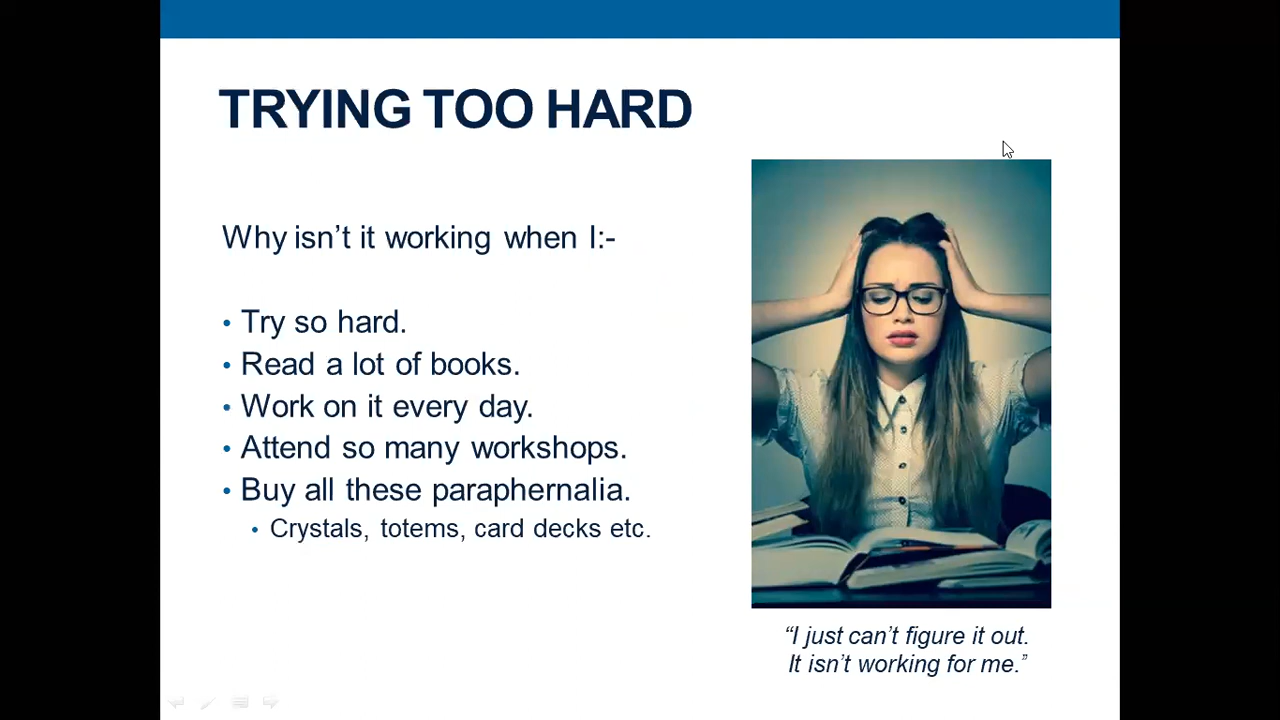 TRYING TOO HARD
Why isn’t it working when I:-
• Try so hard.
• Read a lot of books.
• Work on it every day.
• Attend so many workshops.
• Buy all these paraphernalia.
• Crystals, totems, card decks etc.
“I just can’t figure it out.
It isn’t working for me.”